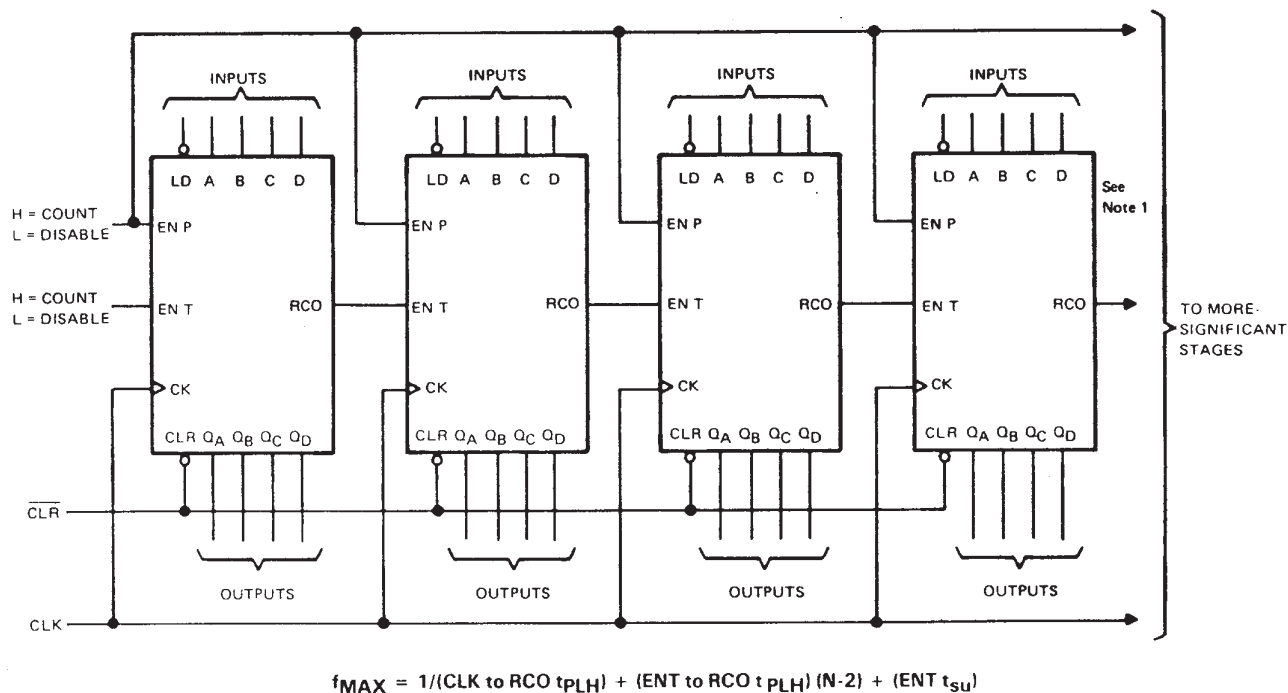 INPUTS INPUTS INPUTS INPUTS
LD A B C D LD A B C D LD A B C D LD A B C D
See
Note 1
H = COUNT
L = DISABLE
EN P EN P EN P EN P
H = COUNT
L = DISABLE
EN T RCO EN T RCO EN T RCO EN T RCO
TO MORE-
SIGNIFICANT
STAGES
CK CK CK CK
CLR QA QB QC QD CLR QA QB QC QD CLR QA QB QC QD CLR QA QB QC QD
CLR
OUTPUTS OUTPUTS OUTPUTS OUTPUTS
CLK
fMAX = 1/(CLK to RCO tPLH) + (ENT to RCO tPLH) (N-2) + (ENT tsu)